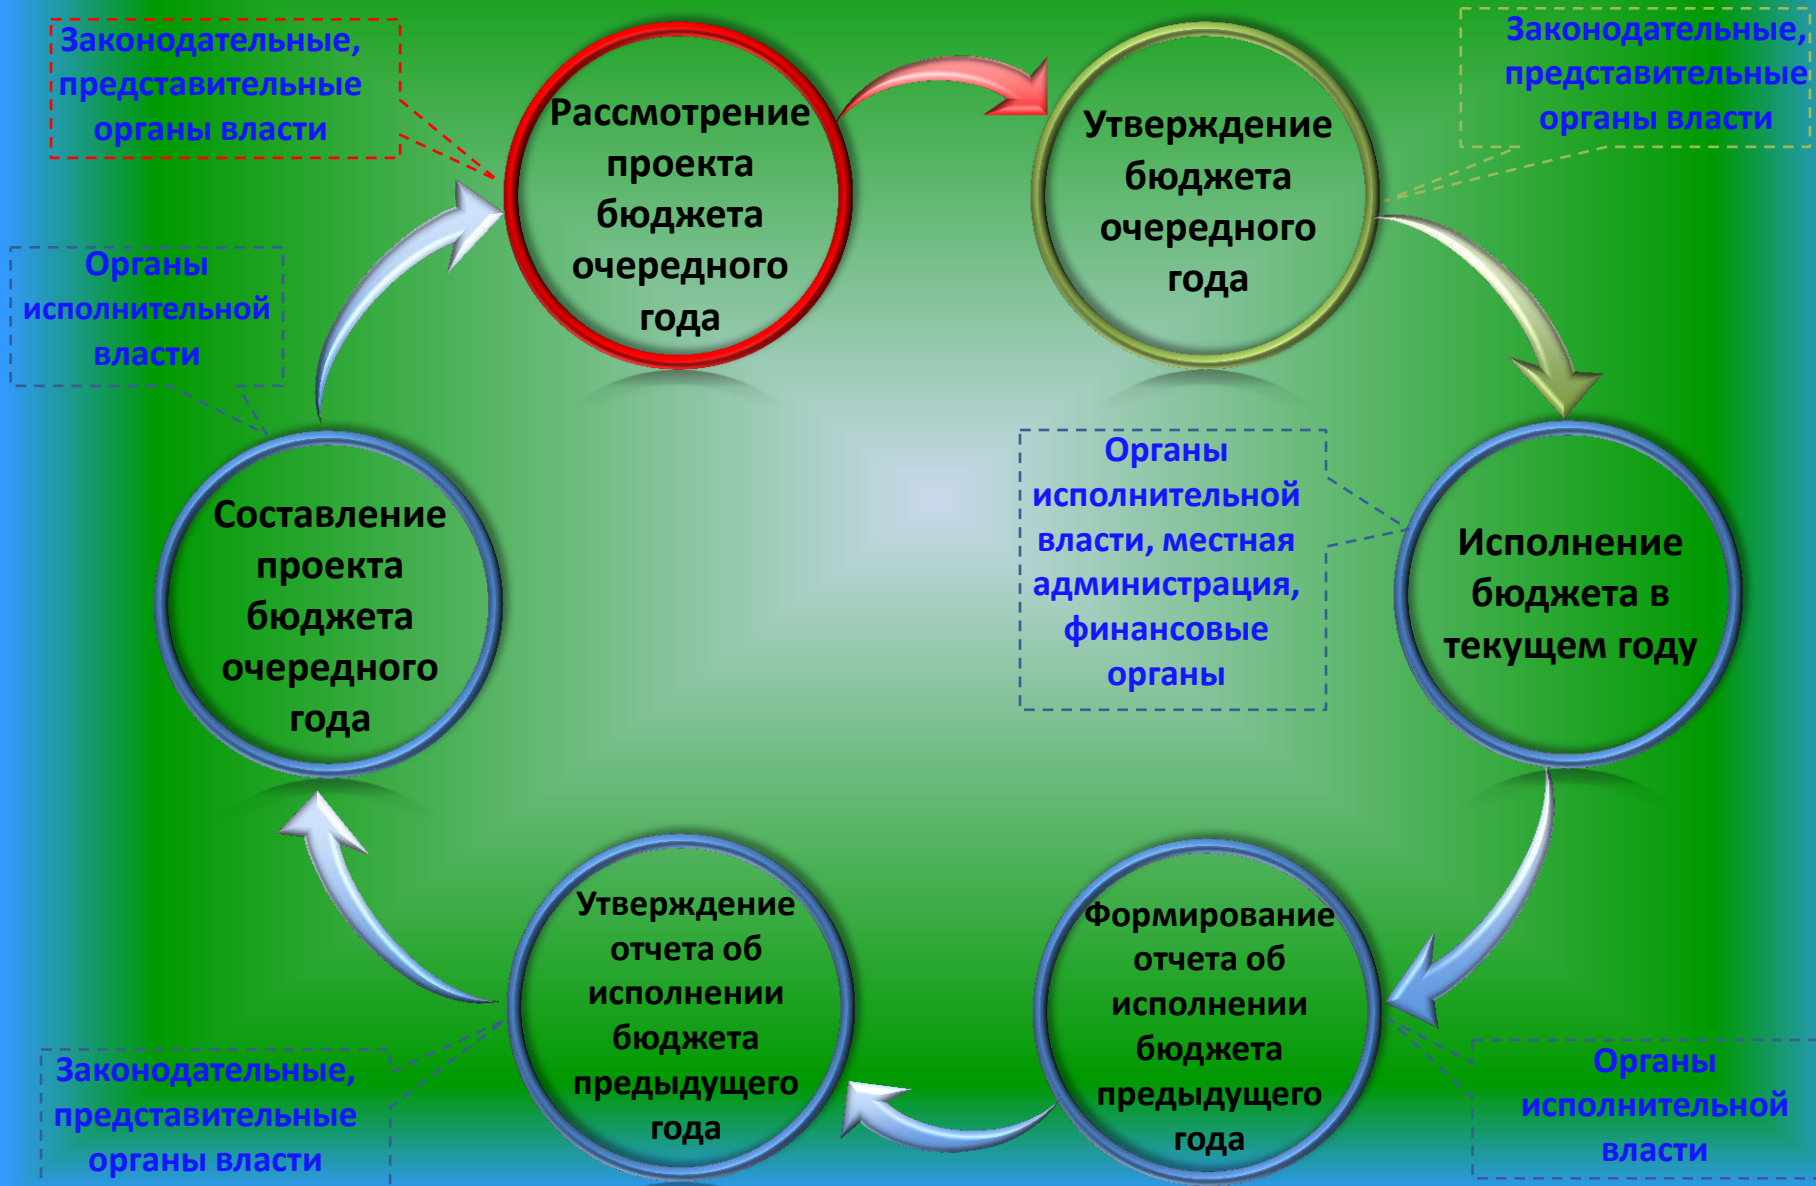 Законодательные,
представительные
органы власти
Рассмотрение
проекта
бюджета
очередного
года
Утверждение
бюджета
очередного
года
Законодательные,
представительные
органы власти
Органы
исполнительной
власти
Составление
проекта
бюджета
очередного
года
Органы
исполнительной
власти, местная
администрация,
финансовые
органы
Исполнение
бюджета в
текущем году
Законодательные,
представительные
органы власти
Утверждение
отчета об
исполнении
бюджета
предыдущего
года
Формирование
отчета об
исполнении
бюджета
предыдущего
года
Органы
исполнительной
власти